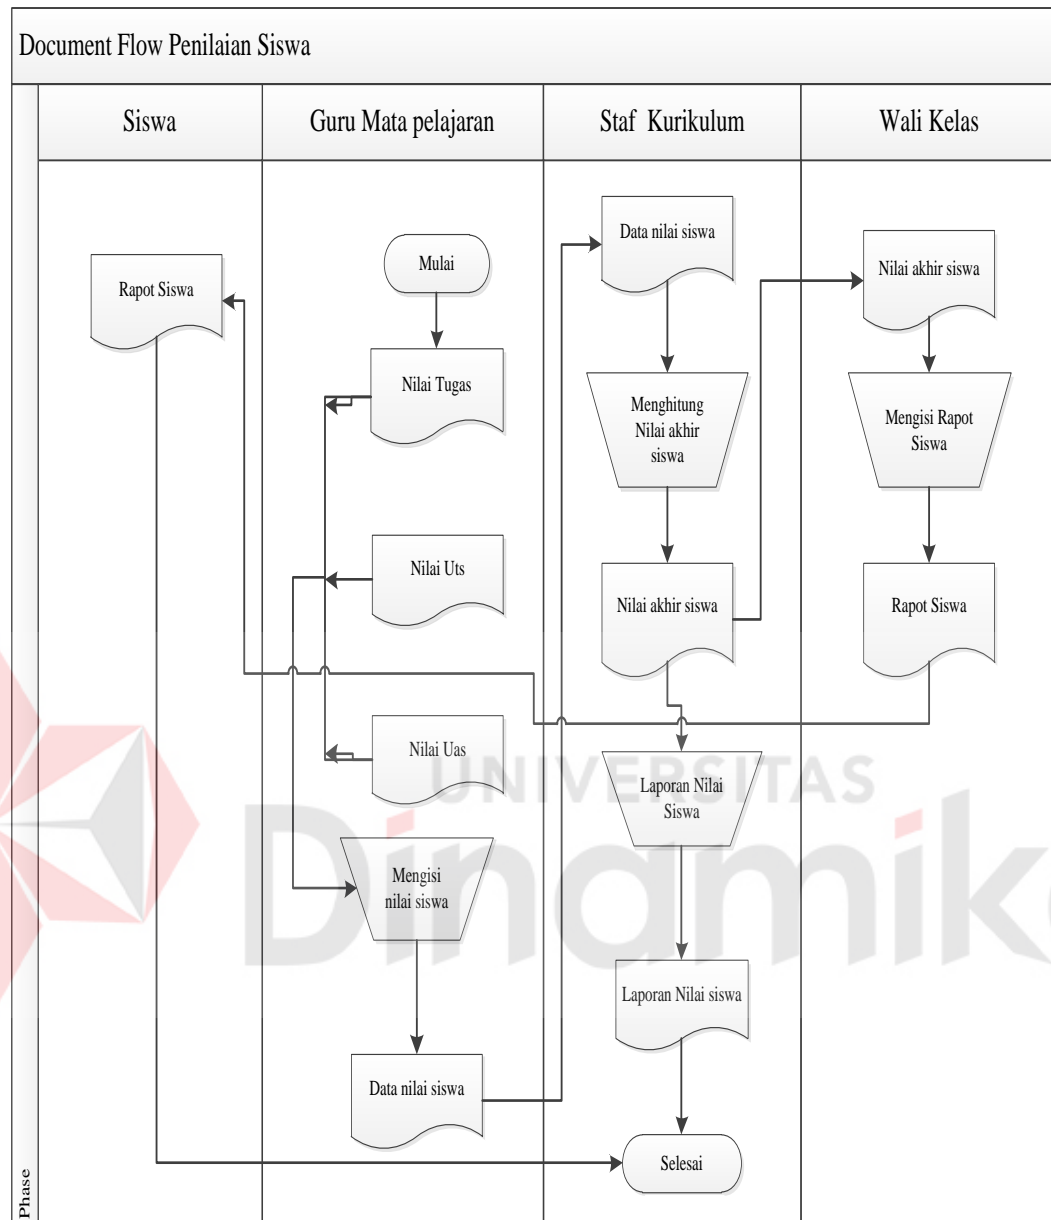 Document Flow Penilaian Siswa
Siswa
Guru Mata pelajaran
Staf Kurikulum
Wali Kelas
Rapot Siswa
Mulai
Nilai Tugas
Nilai Uts
Nilai Uas
Mengisi
nilai siswa
Data nilai siswa
Data nilai siswa
Menghitung
Nilai akhir
siswa
Nilai akhir siswa
Laporan Nilai
Siswa
Laporan Nilai siswa
Selesai
Nilai akhir siswa
Mengisi Rapot
Siswa
Rapot Siswa
Phase
UNIVERSITAS
Dinamika